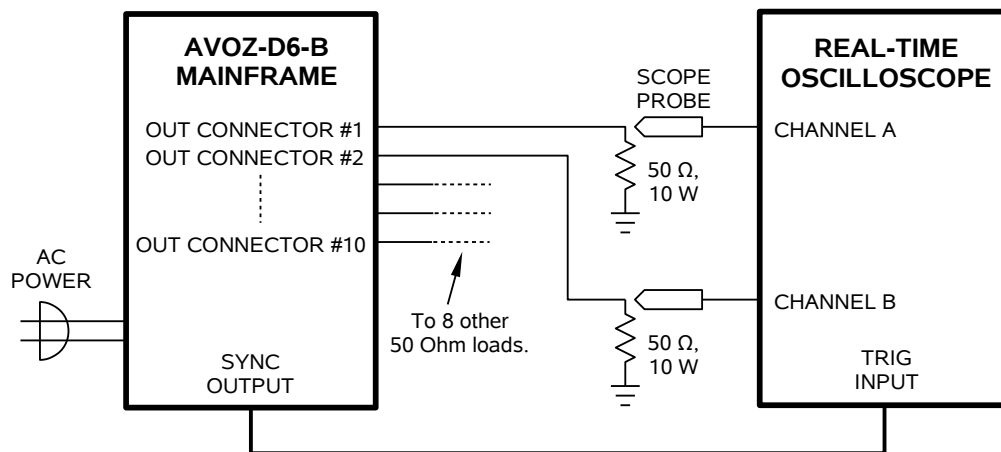 AVOZ-D6-B
MAINFRAME
OUT CONNECTOR #1
OUT CONNECTOR #2
OUT CONNECTOR #10
AC
POWER
SYNC
OUTPUT
To 8 other
50 Ohm loads.
SCOPE
PROBE
50 Ω,
10 W
50 Ω,
10 W
REAL-TIME
OSCILLOSCOPE
CHANNEL A
CHANNEL B
TRIG
INPUT